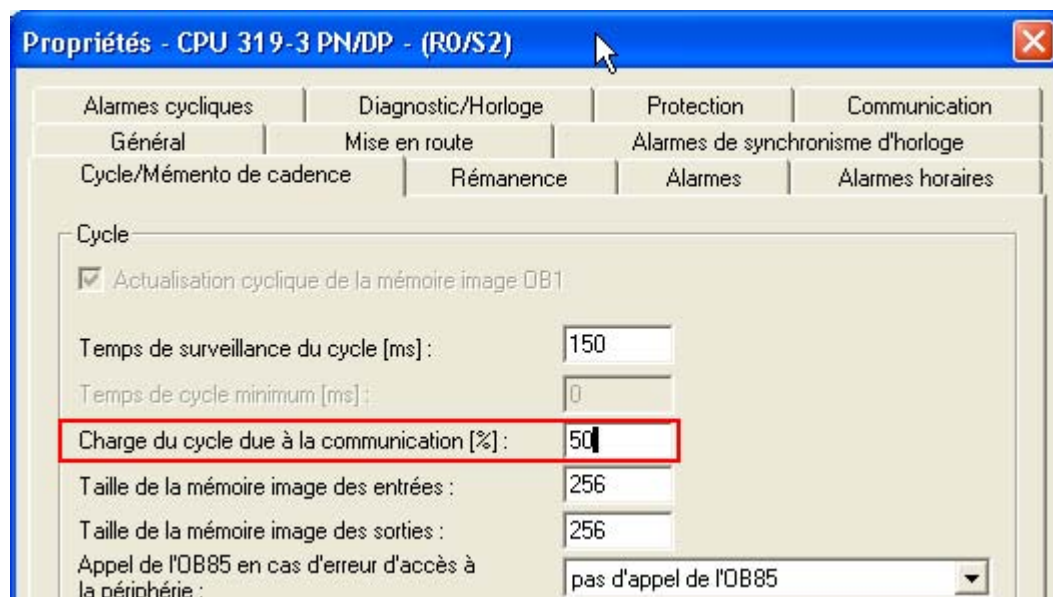 Propriétés - CPU 319-3 PN/DP - (R0/S2)
Alarmes cycliques Diagnostic/Horloge Protection Communication
Général Mise en route Alarmes de synchronisme d'horloge
Cycle/Mémento de cadence Rémanence Alarmes Alarmes horaires
Cycle
Actualisation cyclique de la mémoire image OB1
Temps de surveillance du cycle [ms] : 150
Temps de cycle minimum [ms] : 0
Charge du cycle due à la communication [%] : 50
Taille de la mémoire image des entrées : 256
Taille de la mémoire image des sorties : 256
Appel de l'OB85 en cas d'erreur d'accès à
la périphérie : pas d'appel de l'OB85